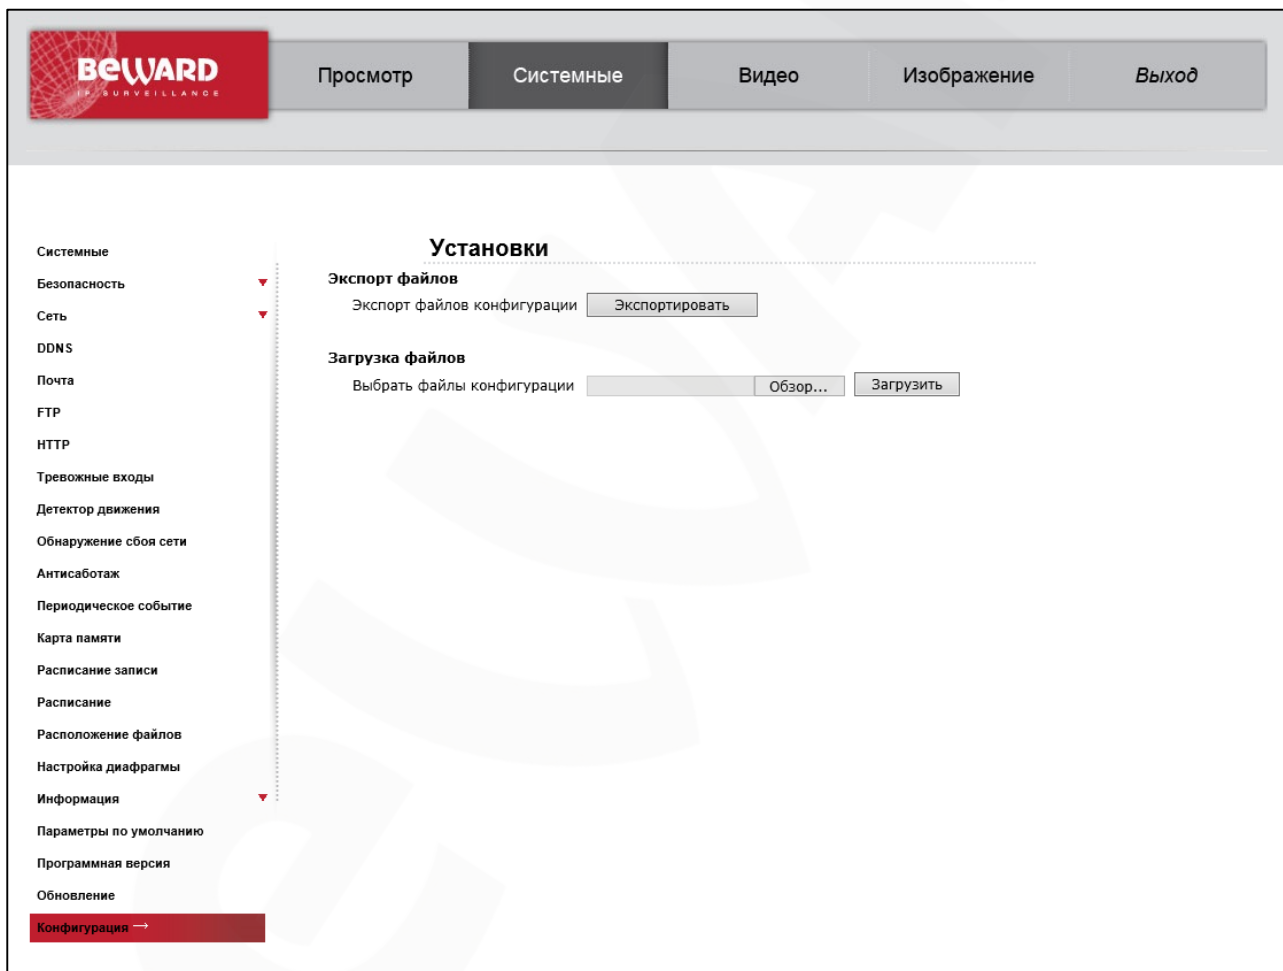 BEWARD
IP SURVEILLANCE
Просмотр Системные Видео Изображение Выход
Установки
Экспорт файлов
Экспорт файлов конфигурации Экспортировать
Загрузка файлов
Выбрать файлы конфигурации Обзор... Загрузить
Системные
Безопасность
Сеть
DDNS
Почта
FTP
HTTP
Тревожные входы
Детектор движения
Обнаружение сбоя сети
Антисаботаж
Периодическое событие
Карта памяти
Расписание записи
Расписание
Расположение файлов
Настройка диафрагмы
Информация
Параметры по умолчанию
Программная версия
Обновление
Конфигурация →